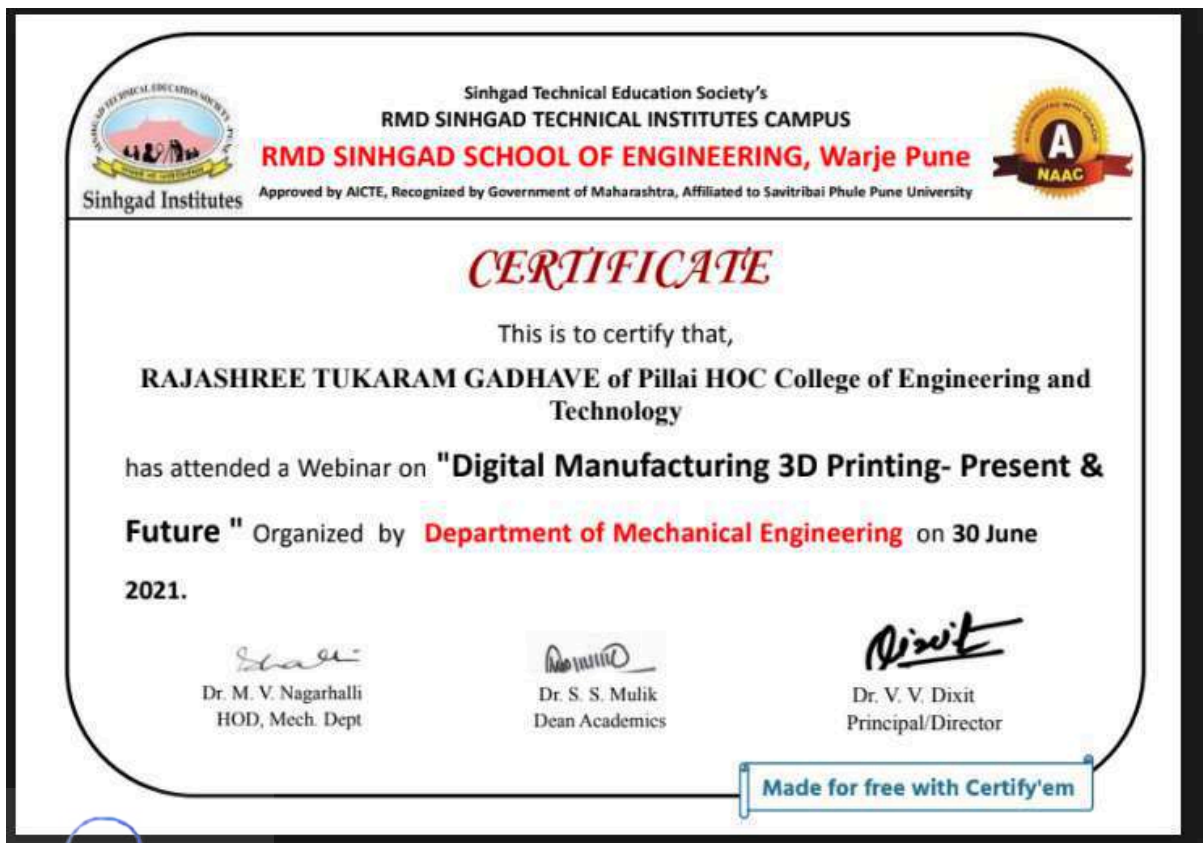 SINHGAD TECHNICAL EDUCATION SOCIETY
Sinhgad Institutes
Sinhgad Technical Education Society's
RMD SINHGAD TECHNICAL INSTITUTES CAMPUS
RMD SINHGAD SCHOOL OF ENGINEERING, Warje Pune
Approved by AICTE, Recognized by Government of Maharashtra, Affiliated to Savitribai Phule Pune University
A
NAAC
CERTIFICATE
This is to certify that,
RAJASHREE TUKARAM GADHAVE of Pillai HOC College of Engineering and
Technology
has attended a Webinar on "Digital Manufacturing 3D Printing- Present &
Future " Organized by Department of Mechanical Engineering on 30 June
2021.
Dixit
Dr. M. V. Nagarhalli
HOD, Mech. Dept
Dr. S. S. Mulik
Dean Academics
Dr. V. V. Dixit
Principal/Director
Made for free with Certify'em